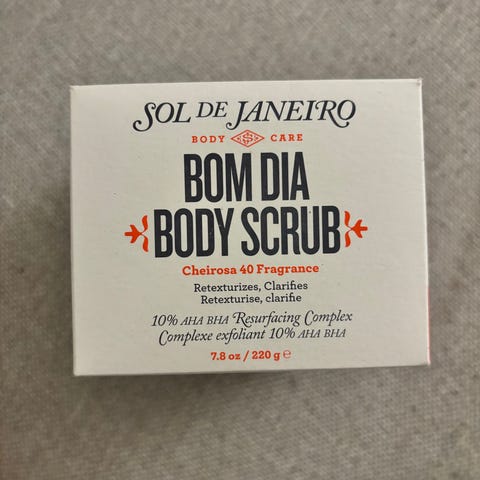 SOL DE JANEIRO
BODY CARE
BOM DIA
BODY SCRUB
Cheirosa 40 Fragrance
Retexturizes, Clarifies
Retexturise, clarifie
10% AHA BHA Resurfacing Complex
Complexe exfoliant 10% AHA BHA
7.8 oz / 220 g ℮